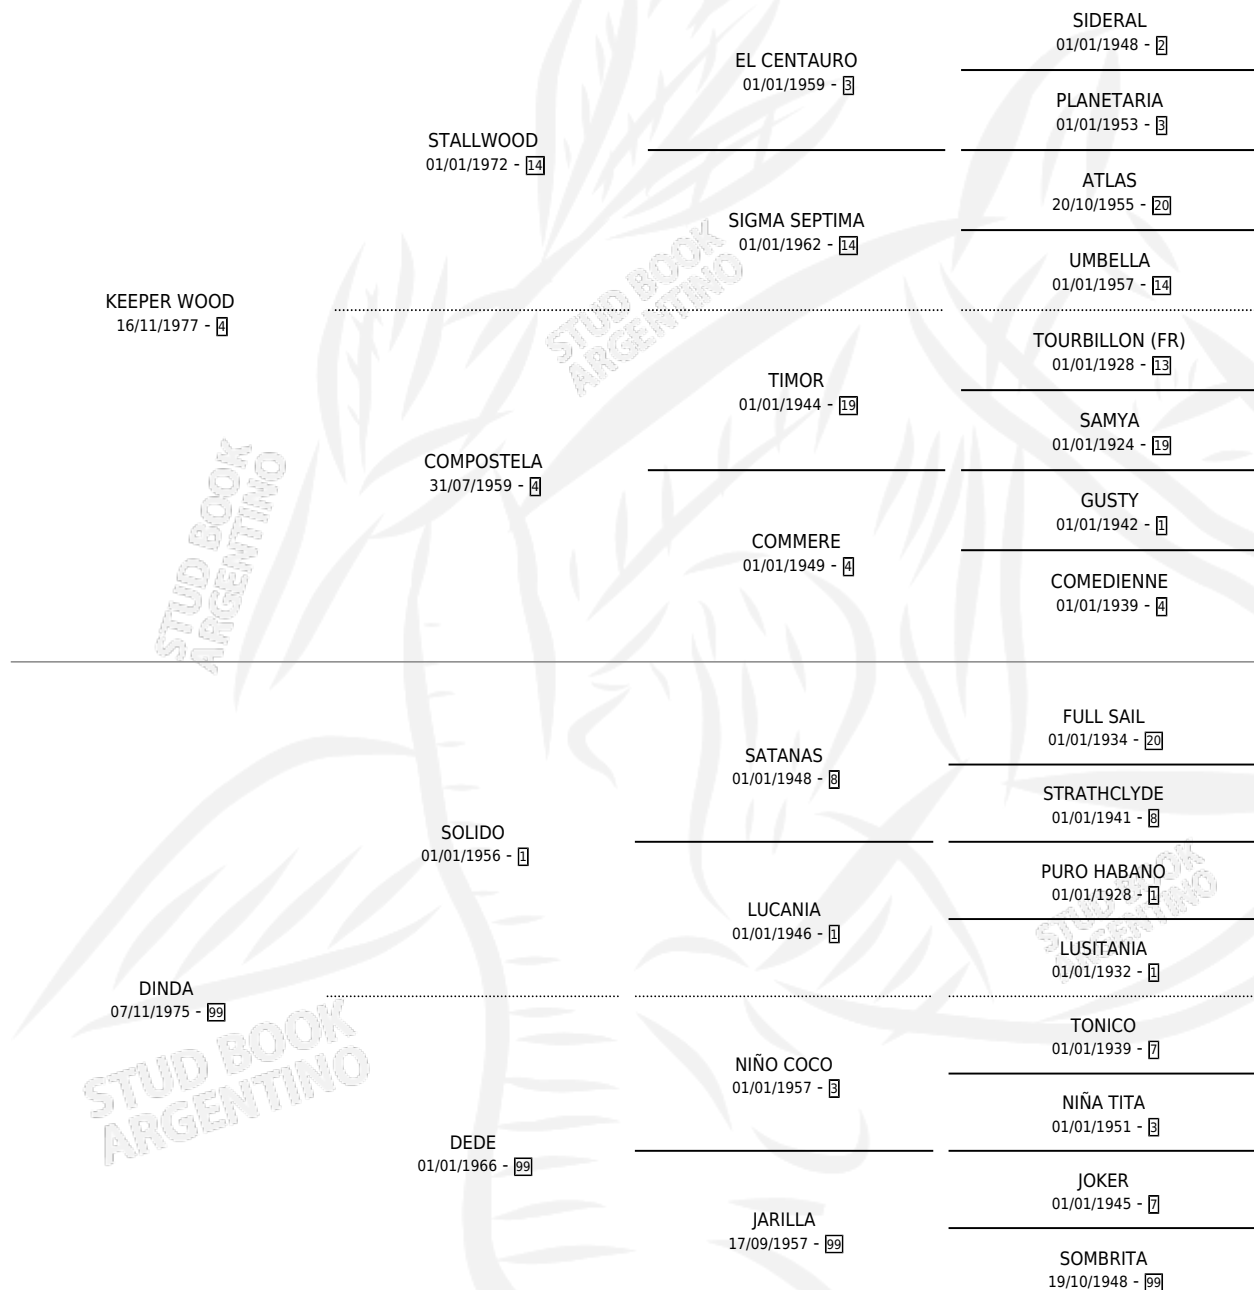 SIDERAL
01/01/1948 - 2
EL CENTAURO
01/01/1959 - 3
PLANETARIA
01/01/1953 - 3
STALLWOOD
01/01/1972 - 14
ATLAS
20/10/1955 - 20
SIGMA SEPTIMA
01/01/1962 - 14
UMBELLA
01/01/1957 - 14
KEEPER WOOD
16/11/1977 - 4
TOURBILLON (FR)
01/01/1928 - 13
TIMOR
01/01/1944 - 19
SAMYA
01/01/1924 - 19
COMPOSTELA
31/07/1959 - 4
GUSTY
01/01/1942 - 1
COMMERE
01/01/1949 - 4
COMEDIENNE
01/01/1939 - 4
FULL SAIL
01/01/1934 - 20
SATANAS
01/01/1948 - 8
STRATHCLYDE
01/01/1941 - 8
SOLIDO
01/01/1956 - 1
PURO HABANO
01/01/1928 - 1
LUCANIA
01/01/1946 - 1
LUSITANIA
01/01/1932 - 1
DINDA
07/11/1975 - 99
TONICO
01/01/1939 - 7
NIÑO COCO
01/01/1957 - 3
NIÑA TITA
01/01/1951 - 3
DEDE
01/01/1966 - 99
JOKER
01/01/1945 - 7
JARILLA
17/09/1957 - 99
SOMBRITA
19/10/1948 - 99
STUD BOOK
ARGENTINO
STUD BOOK
ARGENTINO
STUD BOOK
ARGENTINO
STUD BOOK
ARGENTINO